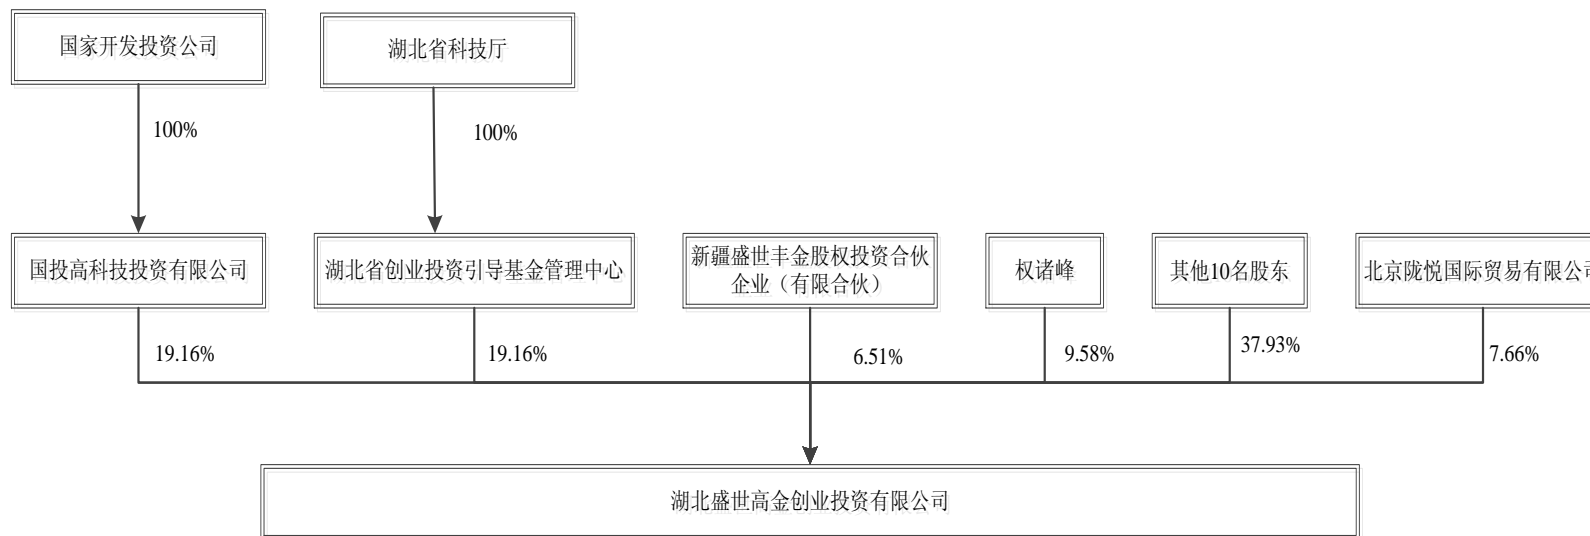 国家开发投资公司
湖北省科技厅
100%
100%
国投高科技投资有限公司
湖北省创业投资引导基金管理中心
新疆盛世丰金股权投资合伙
企业（有限合伙）
权诸峰
其他10名股东
北京陇悦国际贸易有限公司
19.16%
19.16%
6.51%
9.58%
37.93%
7.66%
湖北盛世高金创业投资有限公司